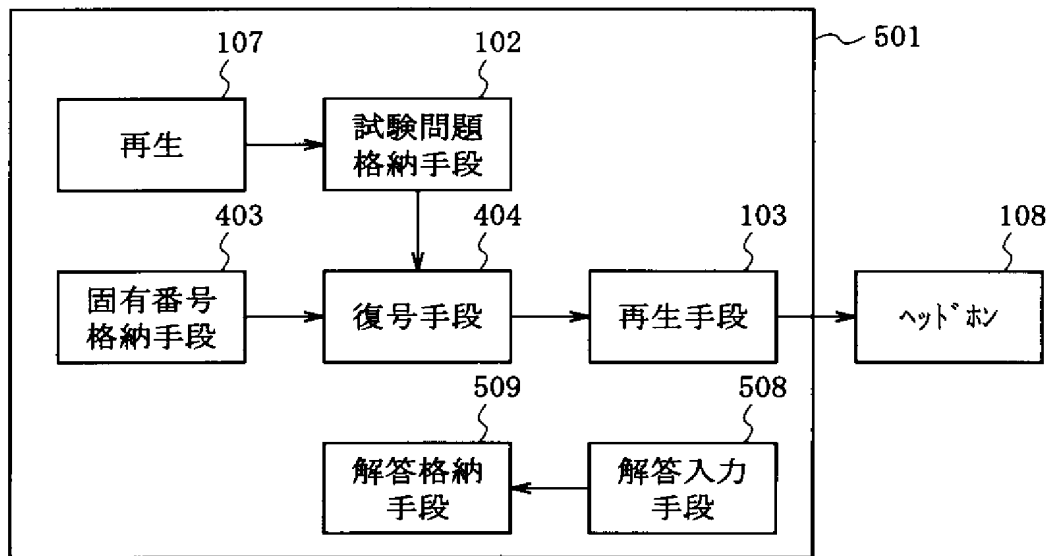 501
107
再生
102
試験問題
格納手段
403
固有番号
格納手段
404
復号手段
103
再生手段
108
ヘッドホン
509
解答格納
手段
508
解答入力
手段